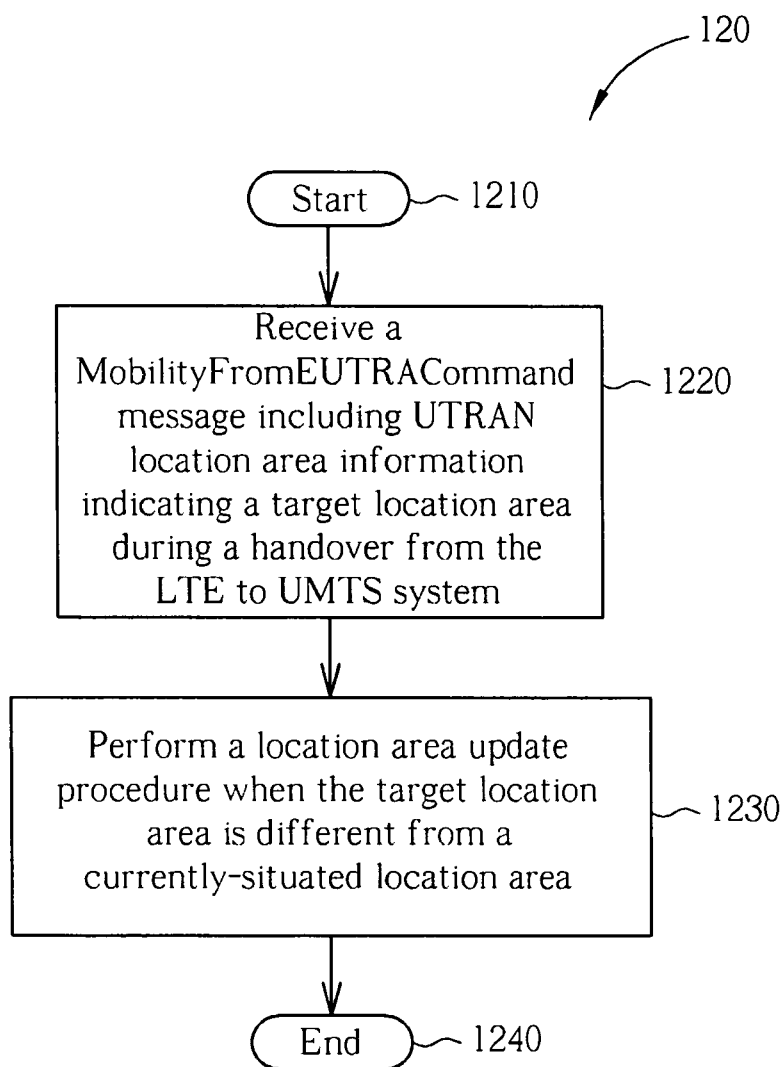 120
Start
1210
Receive a
MobilityFromEUTRACommand
message including UTRAN
location area information
indicating a target location area
during a handover from the
LTE to UMTS system
1220
Perform a location area update
procedure when the target location
area is different from a
currently-situated location area
1230
End
1240